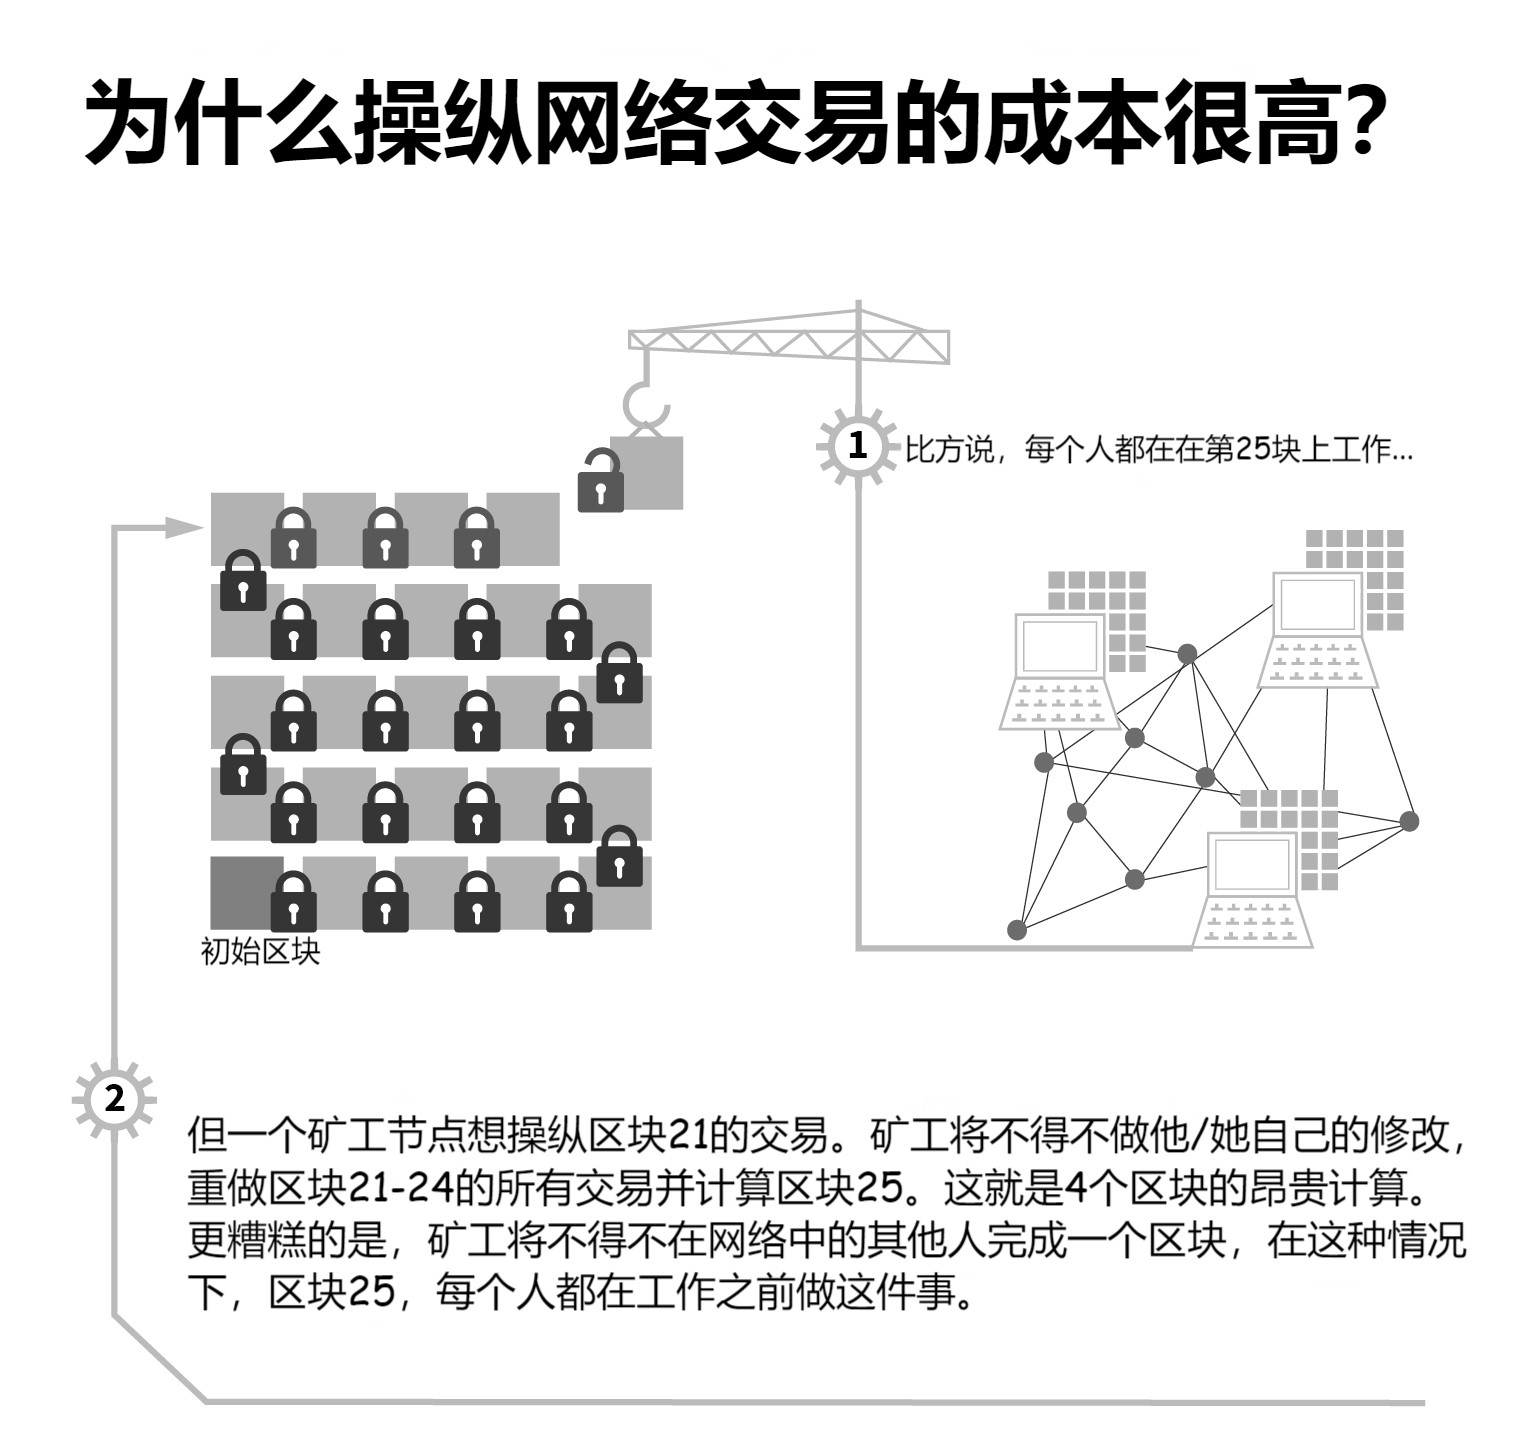 为什么操纵网络交易的成本很高?
1
比方说，每个人都在在第25块上工作...
初始区块
2
但一个矿工节点想操纵区块21的交易。矿工将不得不做他/她自己的修改，
重做区块21-24的所有交易并计算区块25。这就是4个区块的昂贵计算。
更糟糕的是，矿工将不得不在网络中的其他人完成一个区块，在这种情况
下，区块25，每个人都在工作之前做这件事。